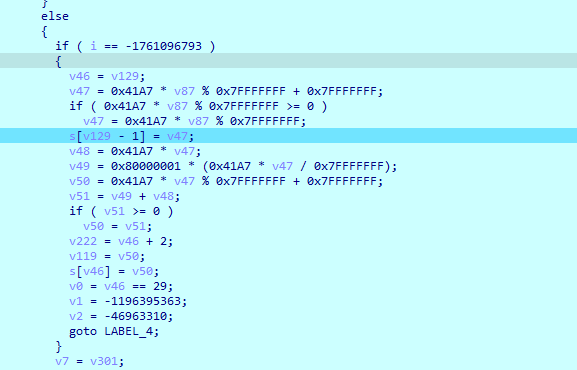 }
else
{
if ( i == -1761096793 )
{
v46 = v129;
v47 = 0x41A7 * v87 % 0x7FFFFFFF + 0x7FFFFFFF;
if ( 0x41A7 * v87 % 0x7FFFFFFF >= 0 )
v47 = 0x41A7 * v87 % 0x7FFFFFFF;
s[v129 - 1] = v47;
v48 = 0x41A7 * v47;
v49 = 0x80000001 * (0x41A7 * v47 / 0x7FFFFFFF);
v50 = 0x41A7 * v47 % 0x7FFFFFFF + 0x7FFFFFFF;
v51 = v49 + v48;
if ( v51 >= 0 )
v50 = v51;
v222 = v46 + 2;
v119 = v50;
s[v46] = v50;
v0 = v46 == 29;
v1 = -1196395363;
v2 = -46963310;
goto LABEL_4;
}
v7 = v301;